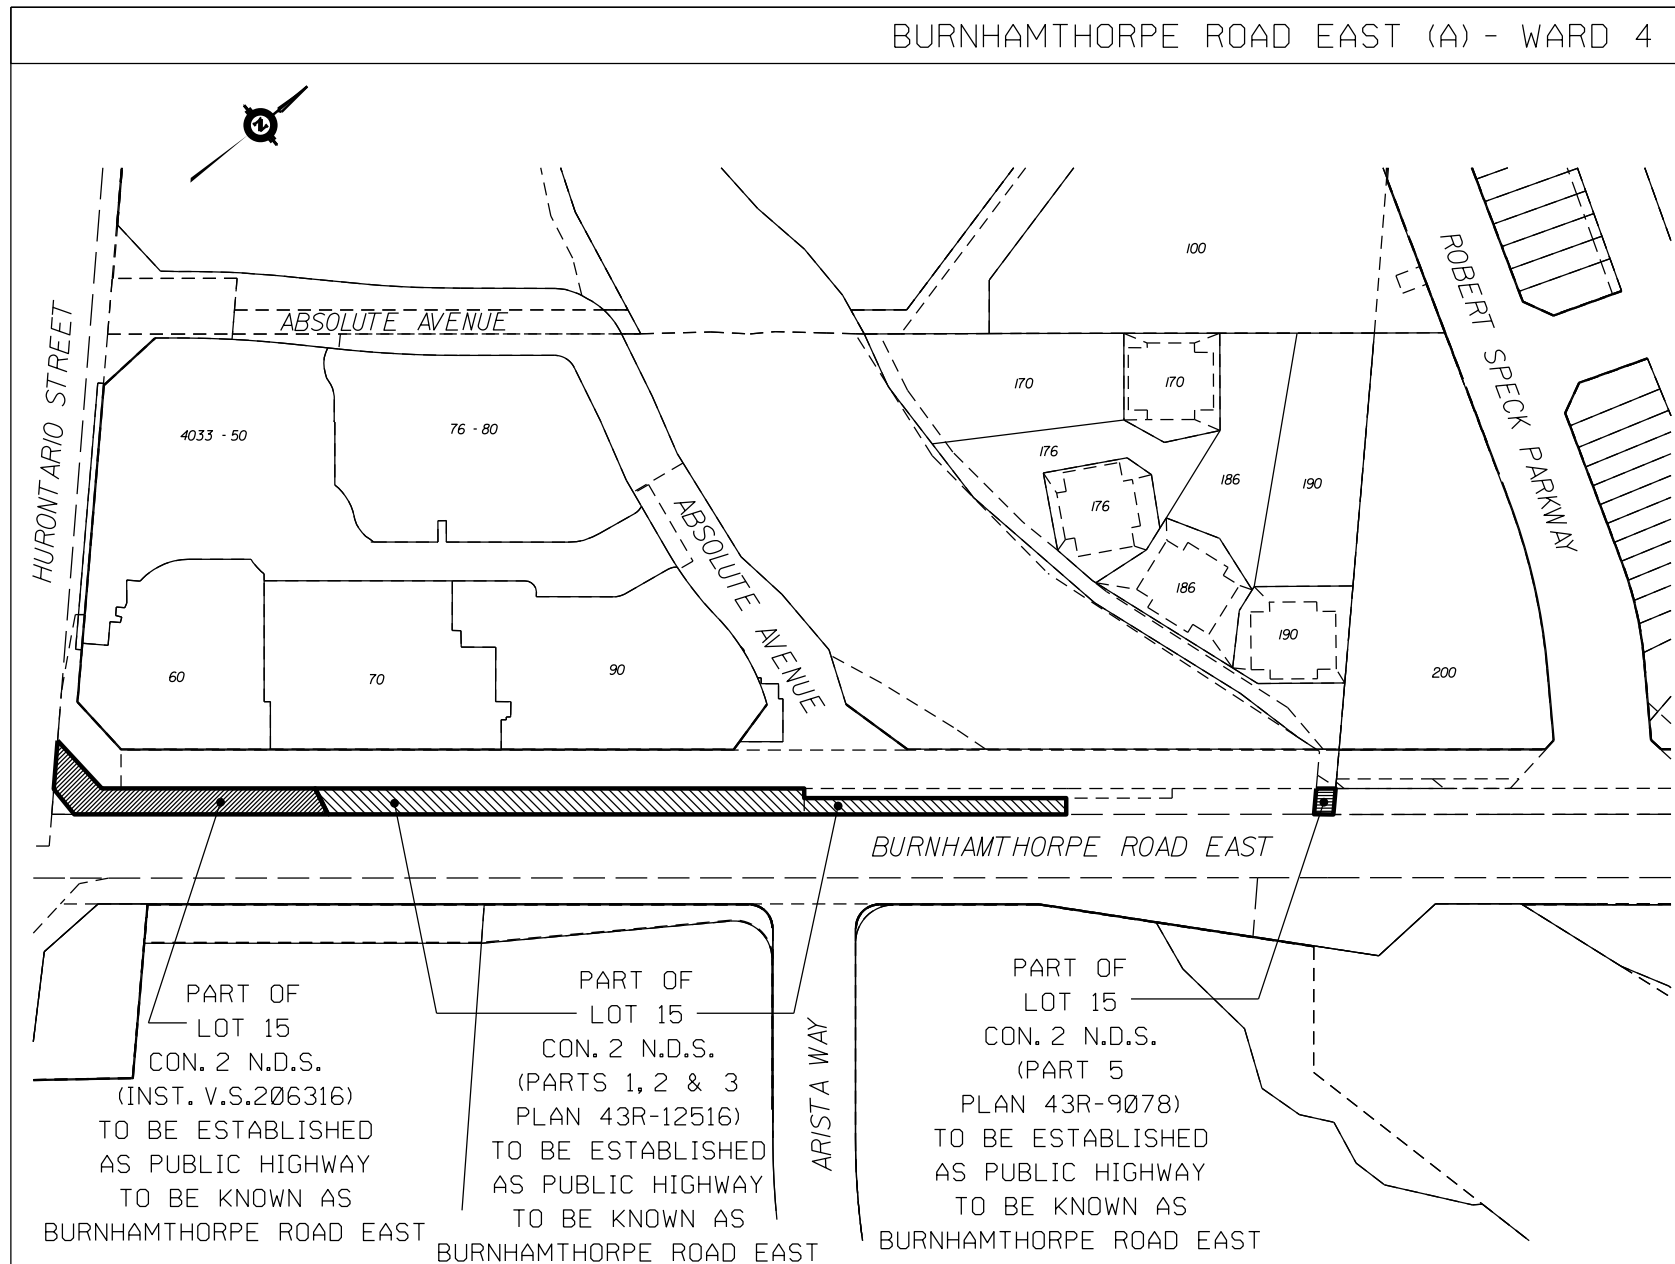 BURNHAMTHORPE ROAD EAST (A) - WARD 4
N
100
ROBERT SPECK PARKWAY
HURONTARIO STREET
ABSOLUTE AVENUE
170
170
4033 - 50
76 - 80
176
176
186
190
ABSOLUTE AVENUE
186
190
60
70
90
200
BURNHAMTHORPE ROAD EAST
ARISTA WAY
PART OF
LOT 15
CON. 2 N.D.S.
(INST. V.S.206316)
TO BE ESTABLISHED
AS PUBLIC HIGHWAY
TO BE KNOWN AS
BURNHAMTHORPE ROAD EAST
PART OF
LOT 15
CON. 2 N.D.S.
(PARTS 1, 2 & 3
PLAN 43R-12516)
TO BE ESTABLISHED
AS PUBLIC HIGHWAY
TO BE KNOWN AS
BURNHAMTHORPE ROAD EAST
PART OF
LOT 15
CON. 2 N.D.S.
(PART 5
PLAN 43R-9078)
TO BE ESTABLISHED
AS PUBLIC HIGHWAY
TO BE KNOWN AS
BURNHAMTHORPE ROAD EAST